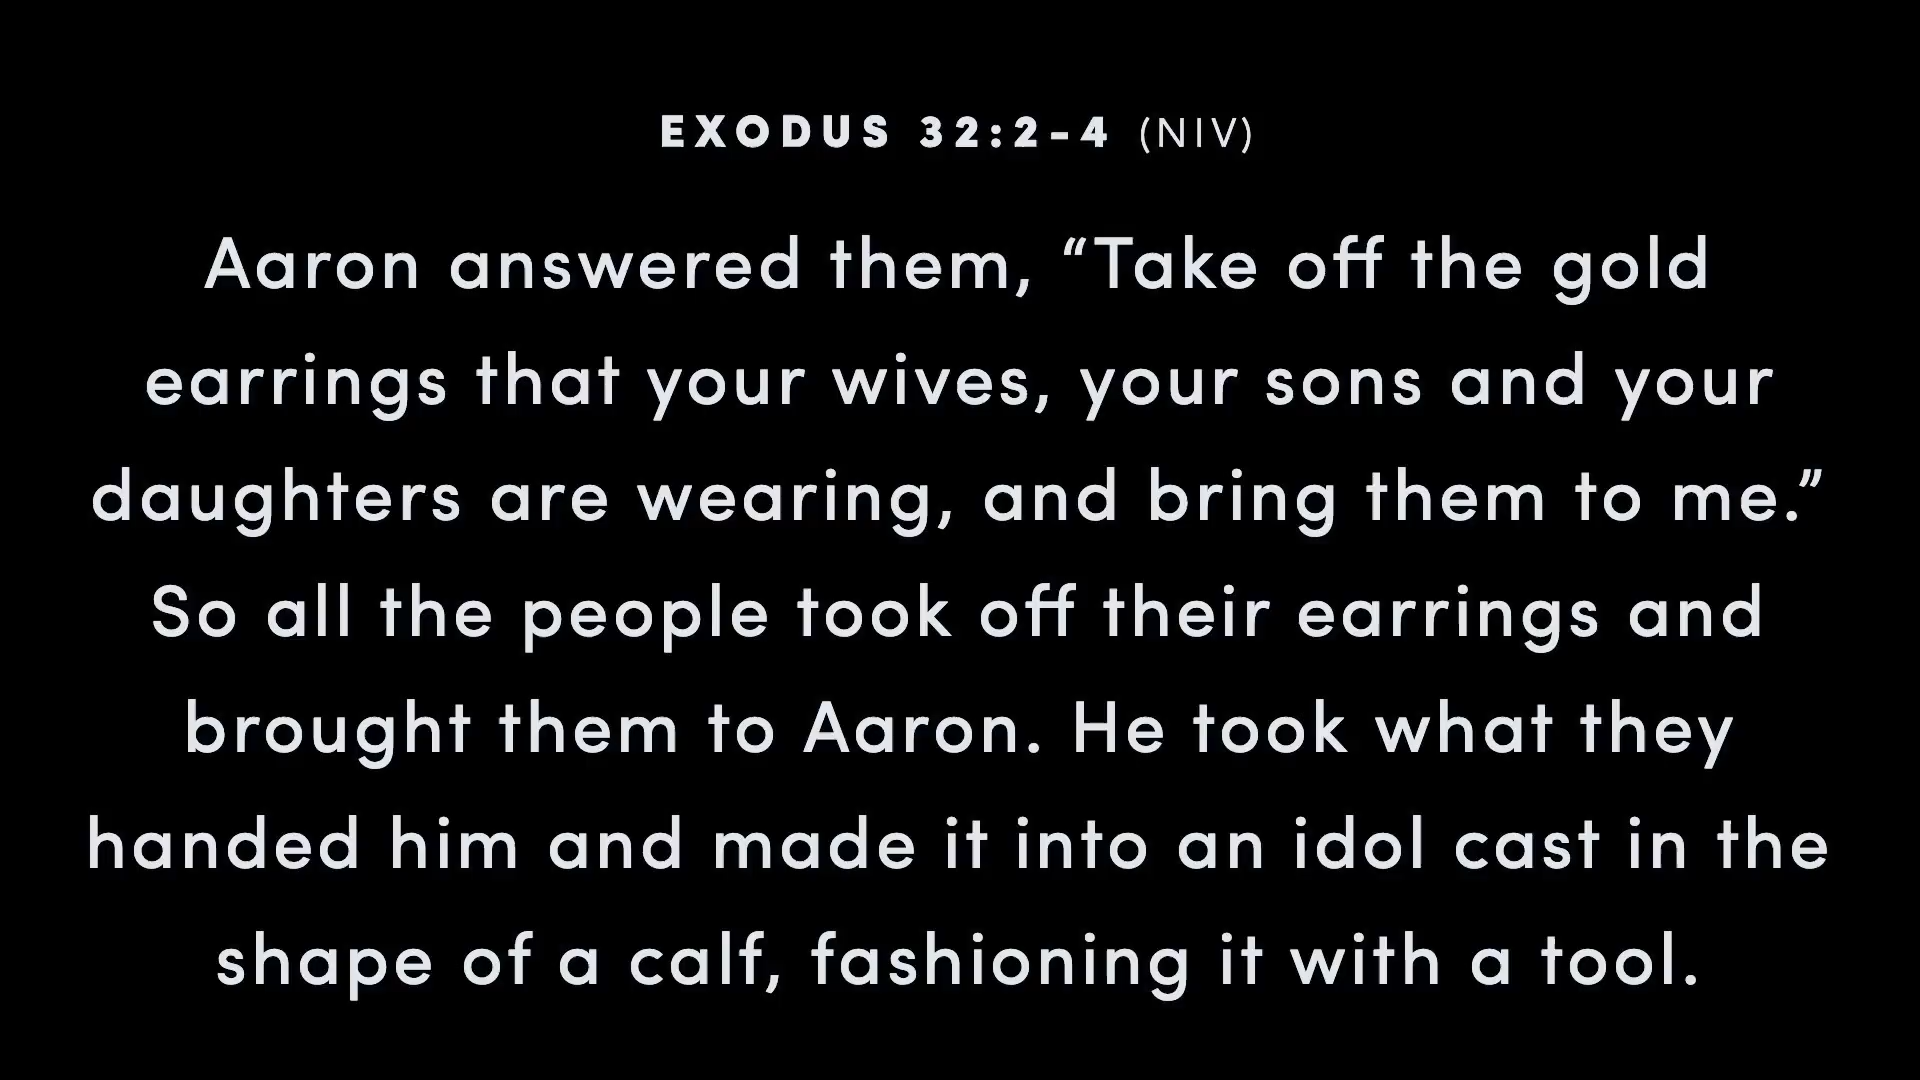 EXODUS 32:2-4 (NIV)
Aaron answered them, “Take off the gold
earrings that your wives, your sons and your
daughters are wearing, and bring them to me.”
So all the people took off their earrings and
brought them to Aaron. He took what they
handed him and made it into an idol cast in the
shape of a calf, fashioning it with a tool.